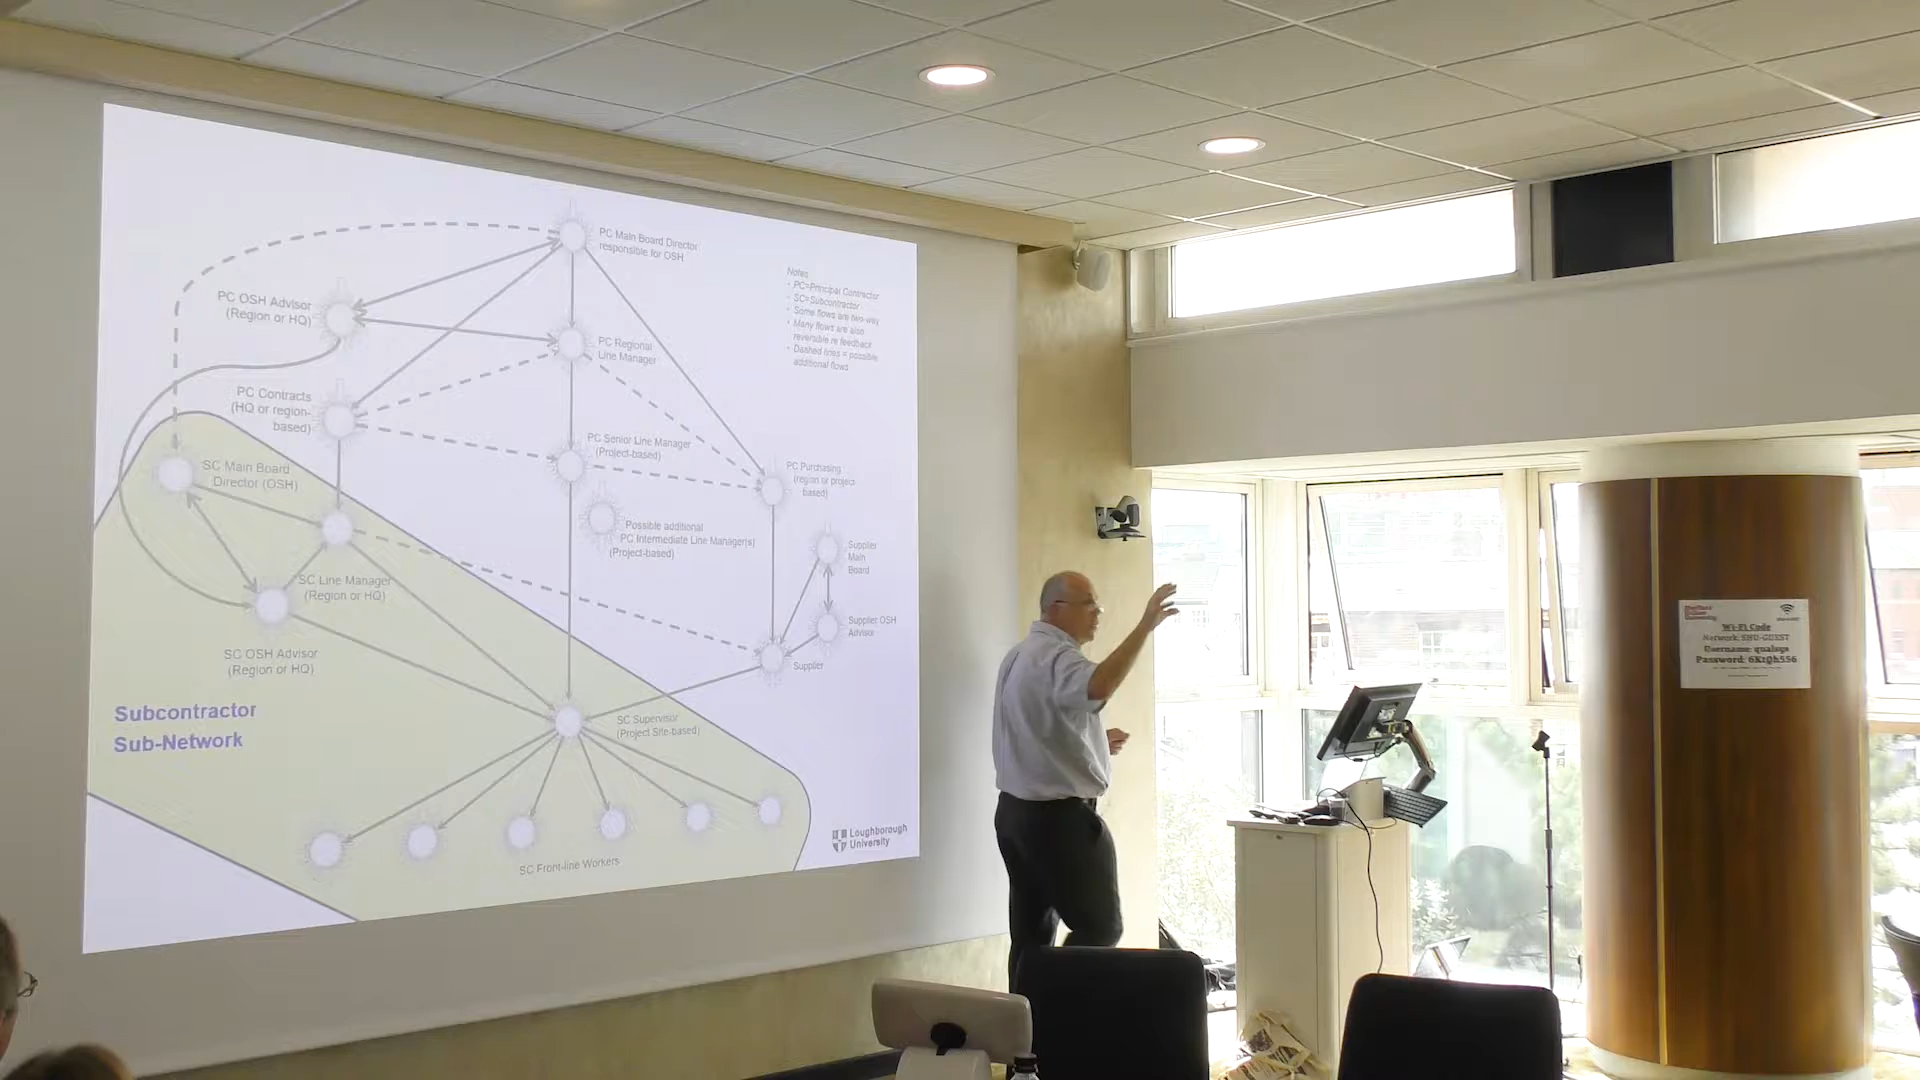 PC Main Board Director
responsible for OSH
Notes
- PC=Principal Contractor
- SC=Subcontractor
- Some flows are two-way
- Many flows are also
reversible re feedback
- Dashed lines = possible
additional flows
PC OSH Advisor
(Region or HQ)
PC Regional
Line Manager
PC Contracts
(HQ or region-
based)
PC Senior Line Manager
(Project-based)
SC Main Board
Director (OSH)
PC Purchasing
(region or project-
based)
Possible additional
PC Intermediate Line Manager(s)
(Project-based)
Supplier
Main
Board
SC Line Manager
(Region or HQ)
Supplier OSH
Advisor
SC OSH Advisor
(Region or HQ)
Supplier
Subcontractor
Sub-Network
SC Supervisor
(Project Site-based)
SC Front-line Workers
Loughborough
University
Wi-Fi Code
Network: SHU-GUEST
Username: qualsys